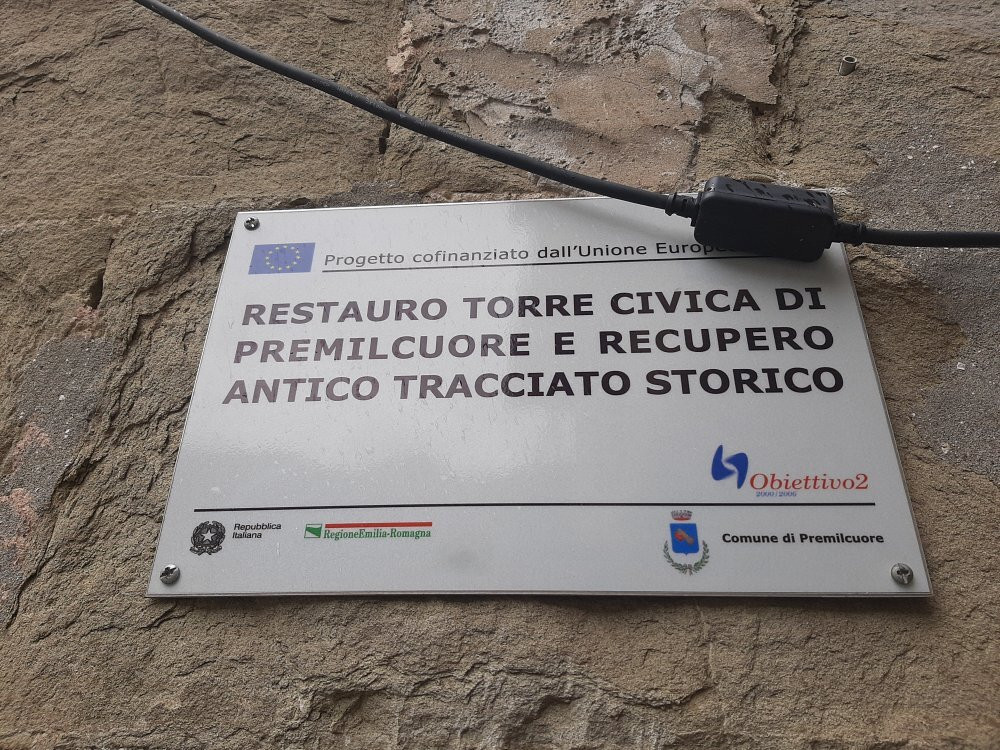 Progetto cofinanziato dall'Unione
RESTAURO TORRE CIVICA DI
PREMILCUORE E RECUPERO
ANTICO TRACCIATO STORICO
Obiettivo2
2000/2006
Repubblica
Italiana
RegioneEmilia-Romagna
Comune di Premilcuore